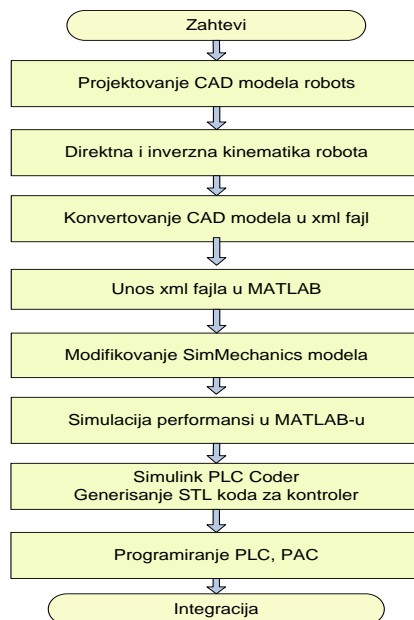 Zahtevi
Projektovanje CAD modela robots
Direktna i inverzna kinematika robota
Konvertovanje CAD modela u xml fajl
Unos xml fajla u MATLAB
Modifikovanje SimMechanics modela
Simulacija performansi u MATLAB-u
Simulink PLC Coder
Generisanje STL koda za kontroler
Programiranje PLC, PAC
Integracija